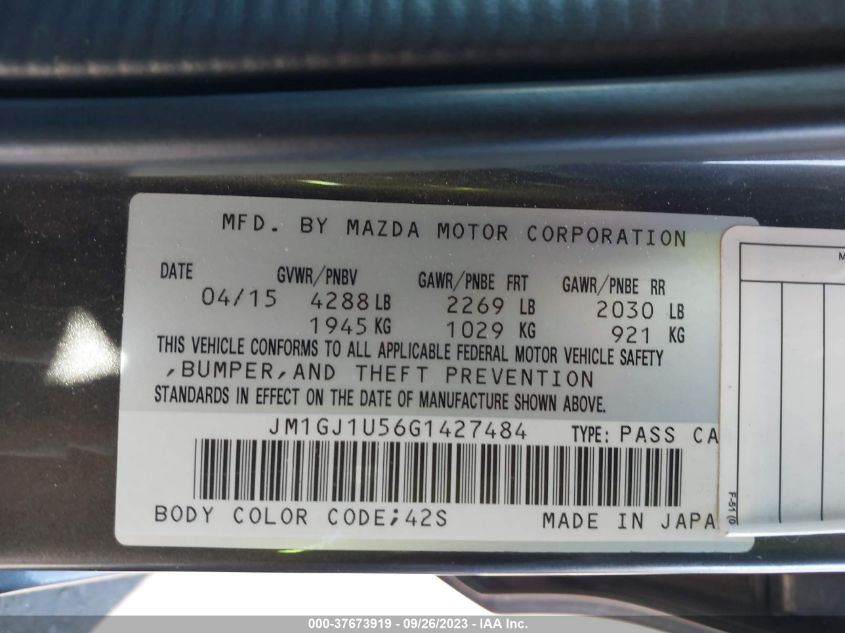 MFD. BY MAZDA MOTOR CORPORATION
DATE GVWR/PNBV GAWR/PNBE FRT GAWR/PNBE RR
04/15 4288 LB 2269 LB 2030 LB
1945 KG 1029 KG 921 KG
THIS VEHICLE CONFORMS TO ALL APPLICABLE FEDERAL MOTOR VEHICLE SAFETY
,BUMPER,AND THEFT PREVENTION
STANDARDS IN EFFECT ON THE DATE OF MANUFACTURE SHOWN ABOVE.
JM1GJ1U56G1427484 TYPE: PASS CA
BODY COLOR CODE;42S MADE IN JAPA
M
F-51
000-37673919 - 09/26/2023 - IAA Inc.